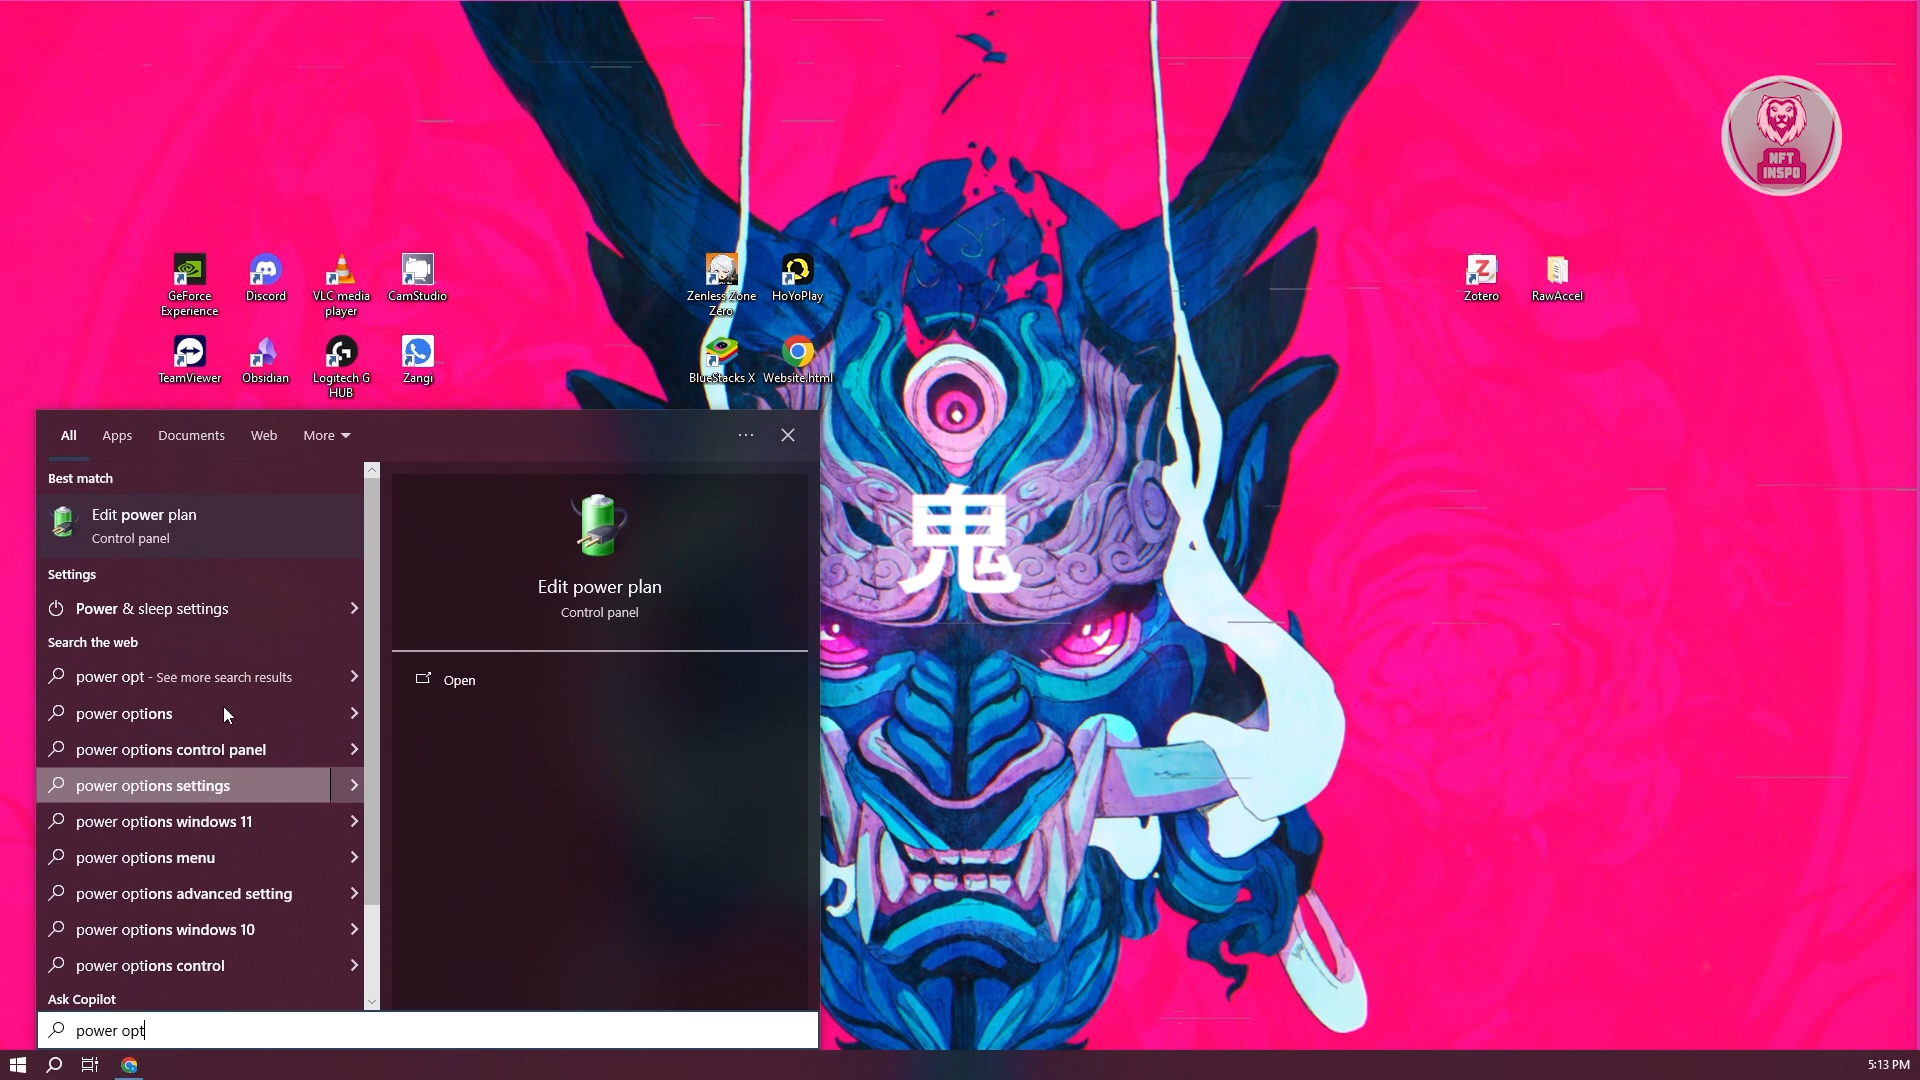 NFT
INSPO
GeForce
Experience
Discord
VLC media
player
CamStudio
Zenless Zone
Zero
HoYoPlay
Zotero
RawAccel
TeamViewer
Obsidian
Logitech G
HUB
Zangi
BlueStacks X
Website.html
All
Apps
Documents
Web
More
Best match
Edit power plan
Control panel
Settings
Power & sleep settings
Search the web
power opt - See more search results
power options
power options control panel
power options settings
power options windows 11
power options menu
power options advanced setting
power options windows 10
power options control
Ask Copilot
power opt
Edit power plan
Control panel
Open
鬼
5:13 PM